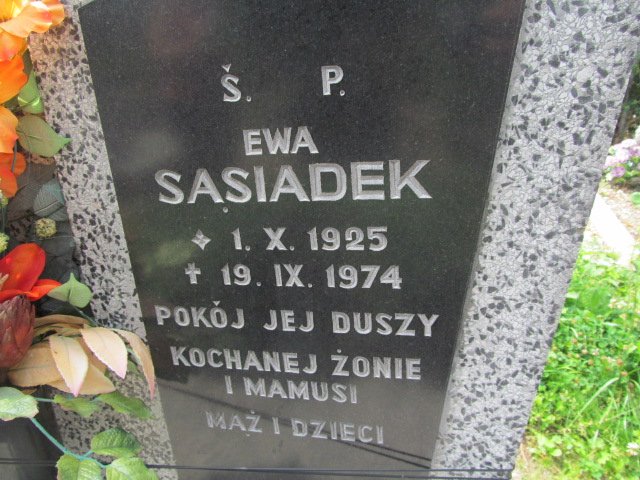 Ś. P.
EWA
SĄSIADEK
1. X. 1925
19. IX. 1974
POKÓJ JEJ DUSZY
KOCHANEJ ŻONIE
I MAMUSI
MĄŻ I DZIECI